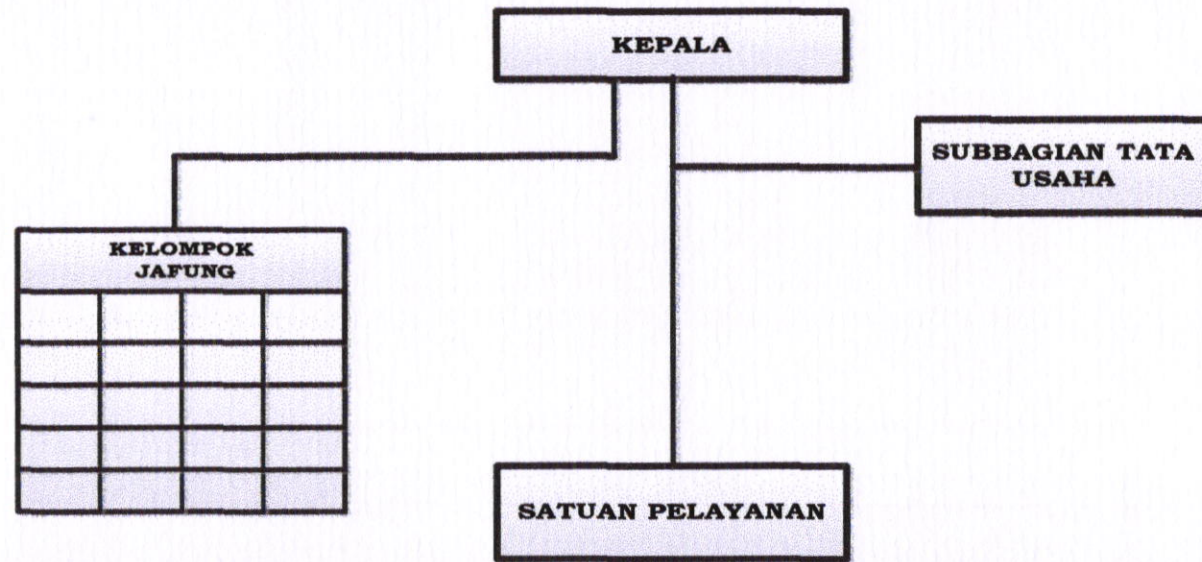 KEPALA
SUBBAGIAN TATA
USAHA
KELOMPOK
JAFUNG
SATUAN PELAYANAN